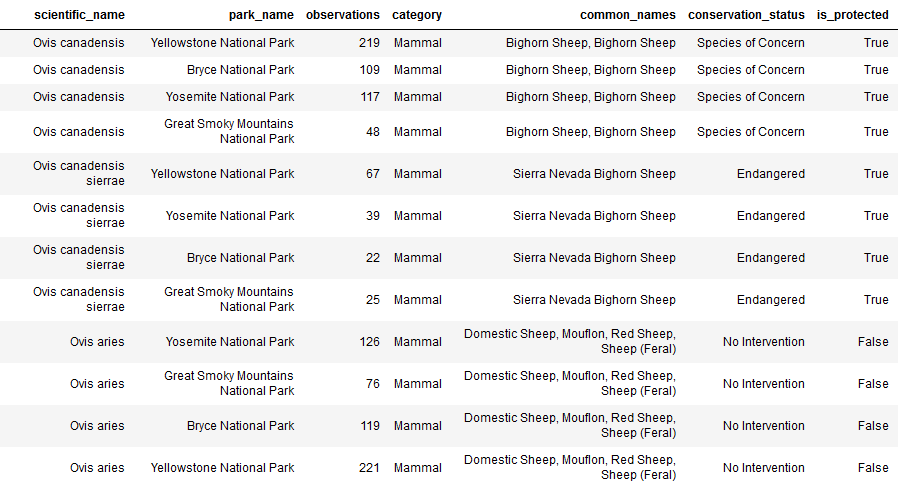 scientific_name park_name observations category common_names conservation_status is_protected
Ovis canadensis Yellowstone National Park 219 Mammal Bighorn Sheep, Bighorn Sheep Species of Concern True
Ovis canadensis Bryce National Park 109 Mammal Bighorn Sheep, Bighorn Sheep Species of Concern True
Ovis canadensis Yosemite National Park 117 Mammal Bighorn Sheep, Bighorn Sheep Species of Concern True
Ovis canadensis Great Smoky Mountains
National Park 48 Mammal Bighorn Sheep, Bighorn Sheep Species of Concern True
Ovis canadensis
sierrae Yellowstone National Park 67 Mammal Sierra Nevada Bighorn Sheep Endangered True
Ovis canadensis
sierrae Yosemite National Park 39 Mammal Sierra Nevada Bighorn Sheep Endangered True
Ovis canadensis
sierrae Bryce National Park 22 Mammal Sierra Nevada Bighorn Sheep Endangered True
Ovis canadensis
sierrae Great Smoky Mountains
National Park 25 Mammal Sierra Nevada Bighorn Sheep Endangered True
Ovis aries Yosemite National Park 126 Mammal Domestic Sheep, Mouflon, Red Sheep,
Sheep (Feral) No Intervention False
Ovis aries Great Smoky Mountains
National Park 76 Mammal Domestic Sheep, Mouflon, Red Sheep,
Sheep (Feral) No Intervention False
Ovis aries Bryce National Park 119 Mammal Domestic Sheep, Mouflon, Red Sheep,
Sheep (Feral) No Intervention False
Ovis aries Yellowstone National Park 221 Mammal Domestic Sheep, Mouflon, Red Sheep,
Sheep (Feral) No Intervention False